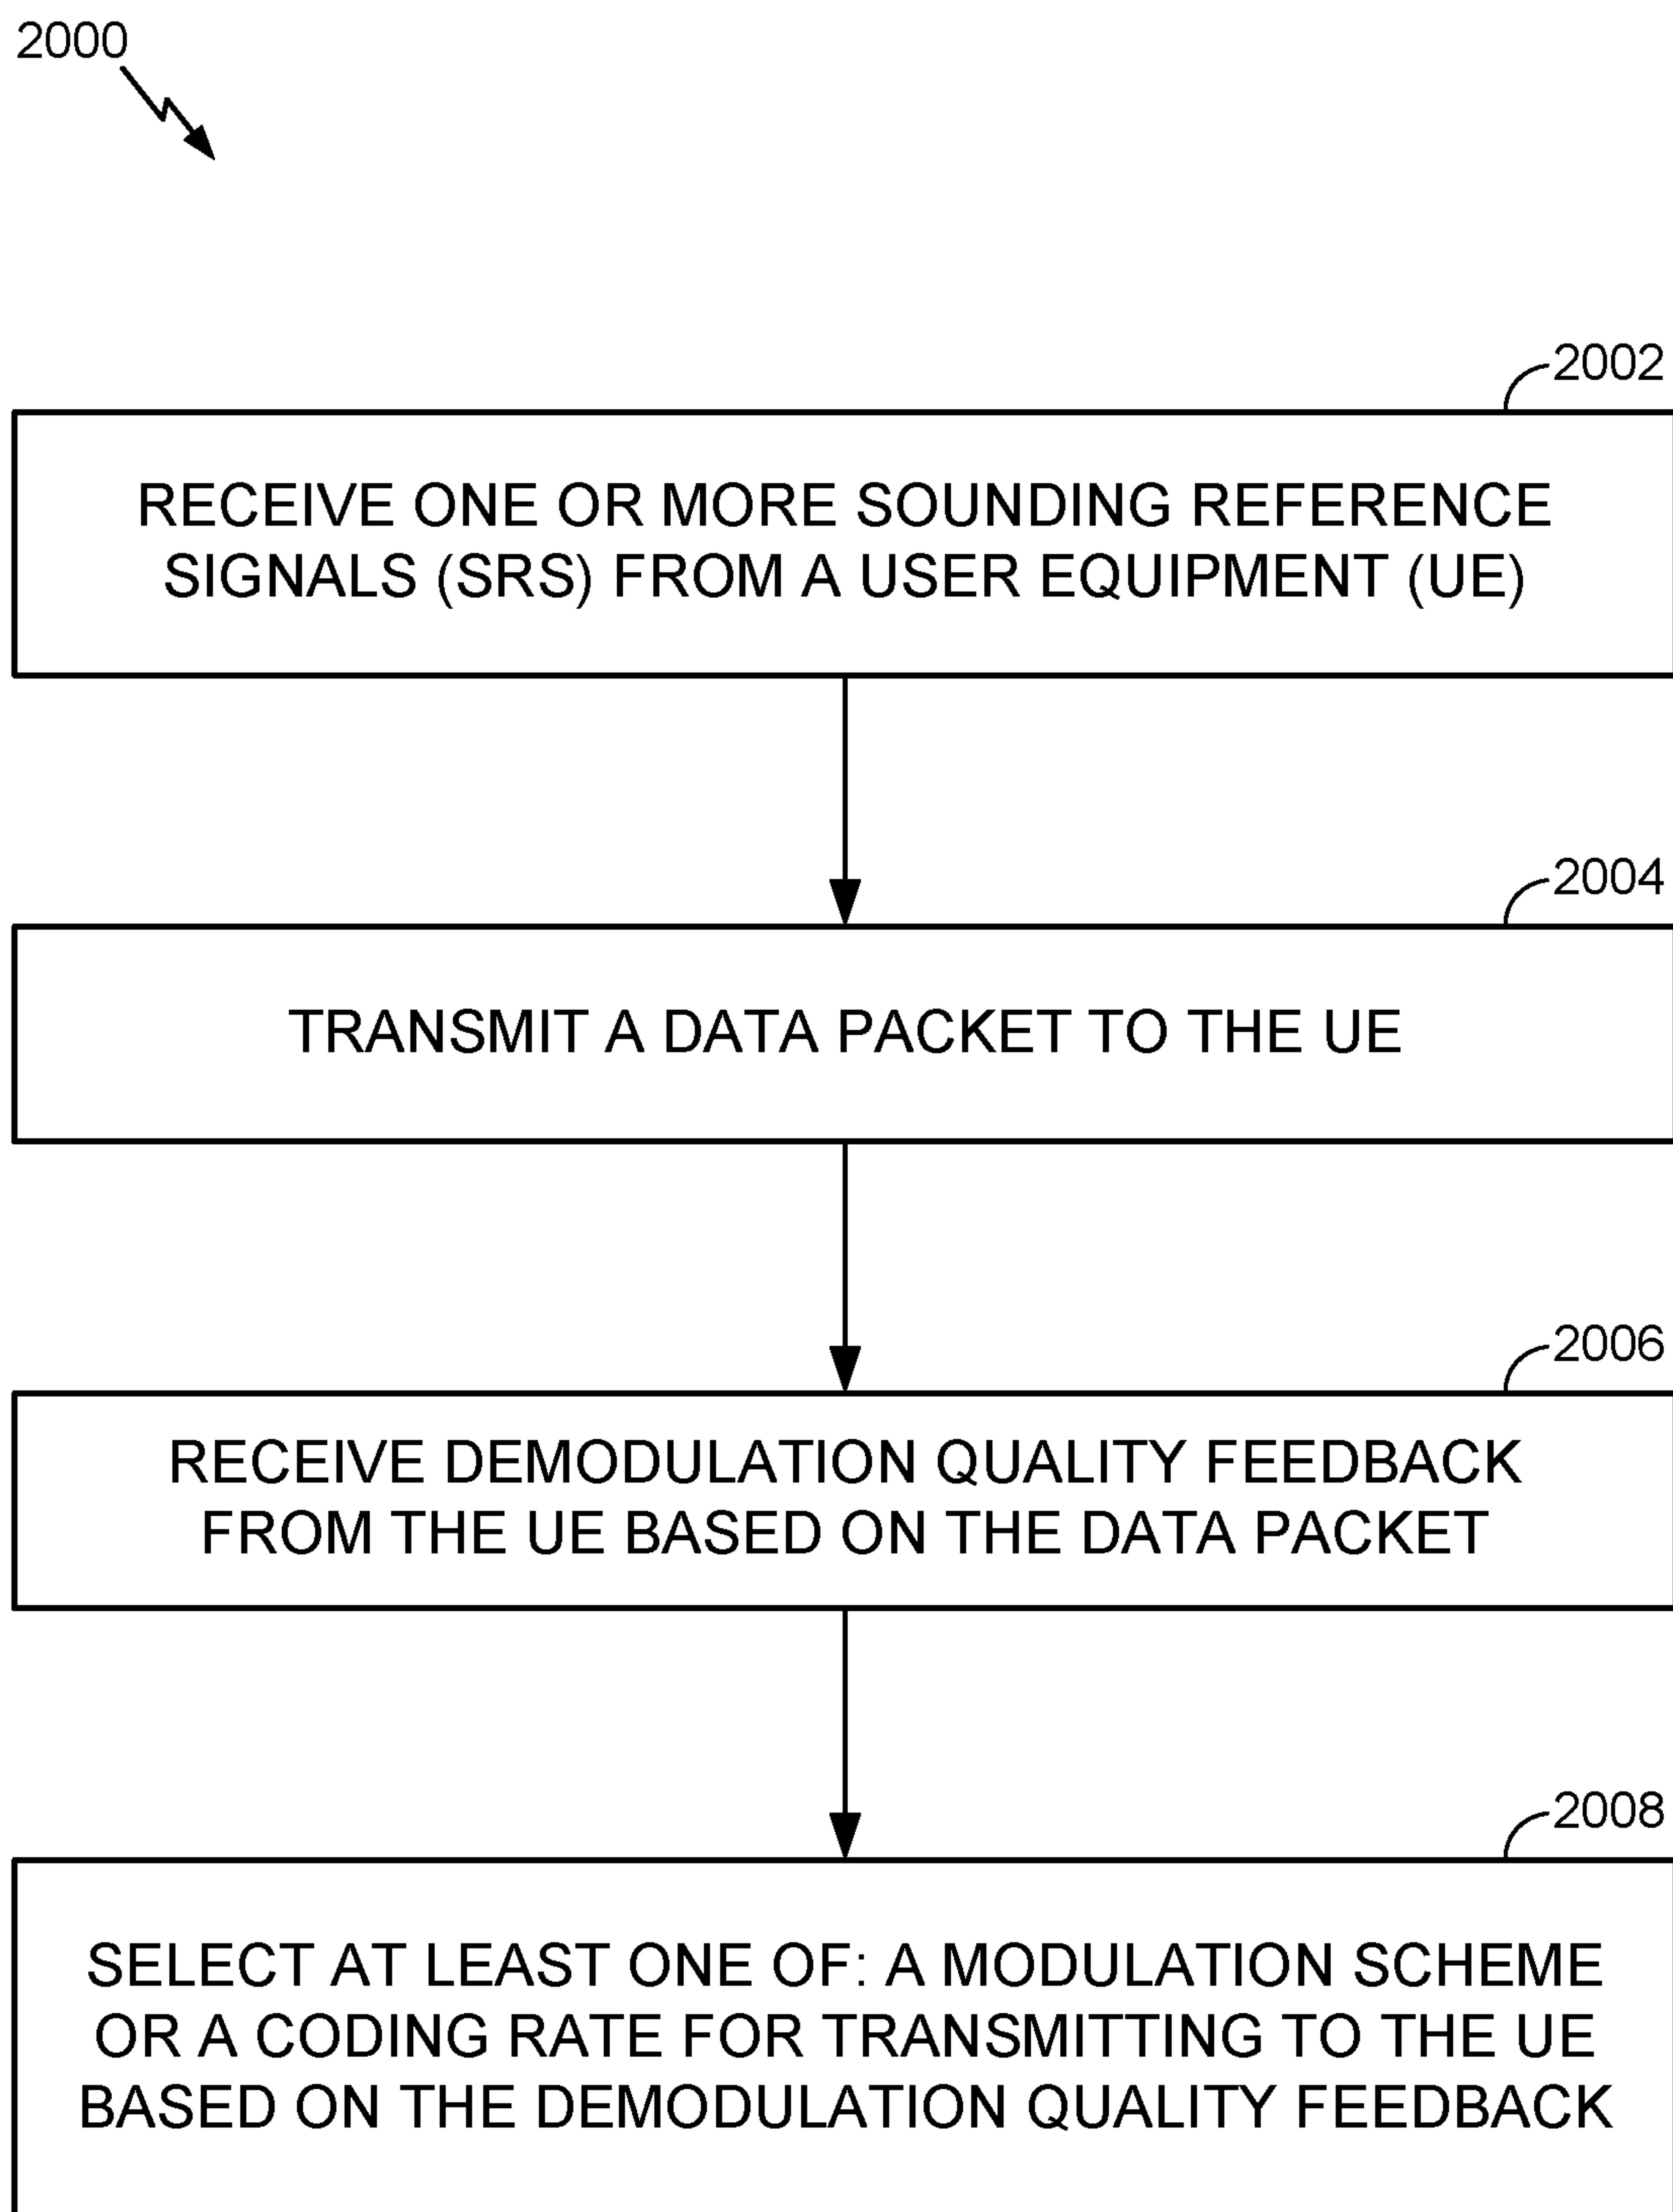 2000
2002
RECEIVE ONE OR MORE SOUNDING REFERENCE
SIGNALS (SRS) FROM A USER EQUIPMENT (UE)
2004
TRANSMIT A DATA PACKET TO THE UE
2006
RECEIVE DEMODULATION QUALITY FEEDBACK
FROM THE UE BASED ON THE DATA PACKET
2008
SELECT AT LEAST ONE OF: A MODULATION SCHEME
OR A CODING RATE FOR TRANSMITTING TO THE UE
BASED ON THE DEMODULATION QUALITY FEEDBACK